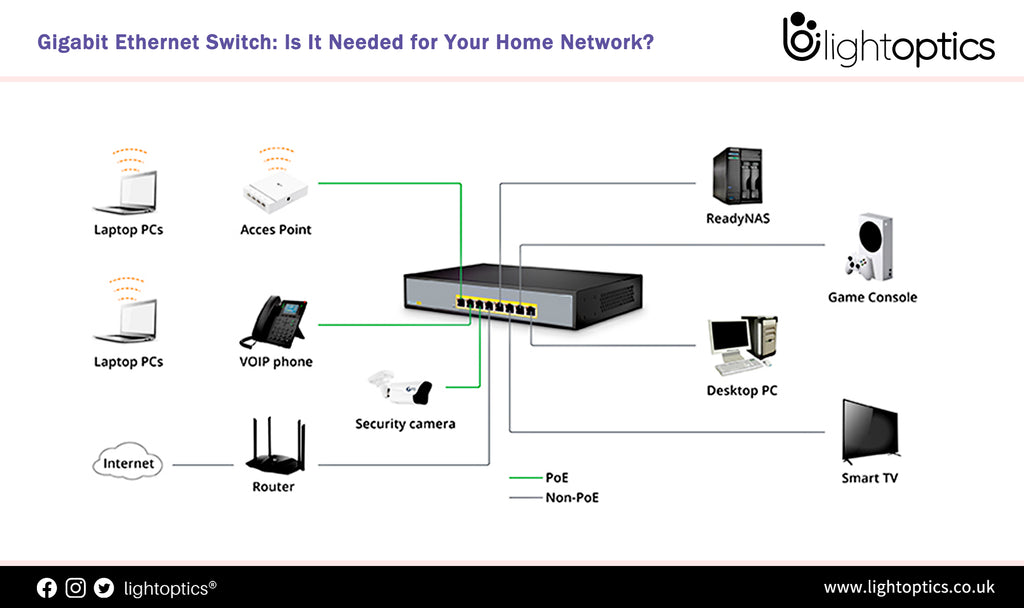 Gigabit Ethernet Switch: Is It Needed for Your Home Network?
lightoptics
Laptop PCs
Acces Point
ReadyNAS
Game Console
Laptop PCs
VOIP phone
Security camera
Desktop PC
Internet
Router
Smart TV
PoE
Non-PoE
lightoptics®
www.lightoptics.co.uk